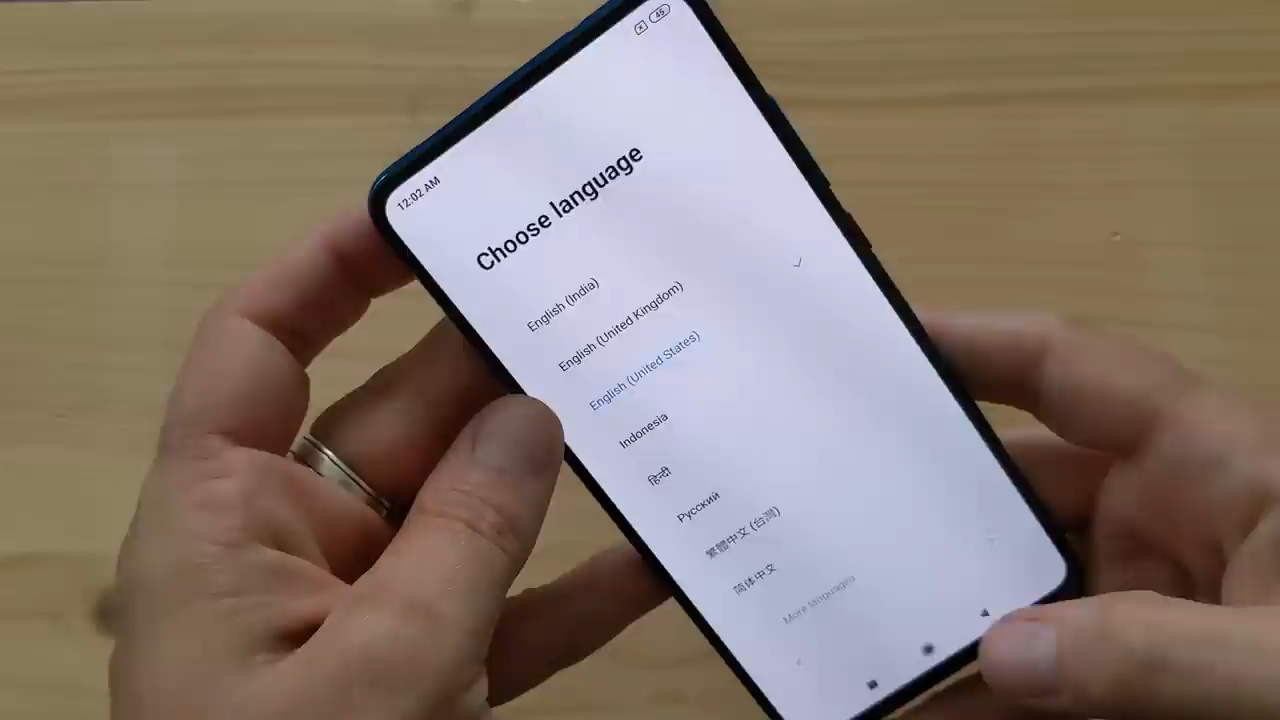 12:02 AM
45
Choose language
English (India)
English (United Kingdom)
English (United States)
Indonesia
हिन्दी
Русский
繁體中文 (台灣)
简体中文
More languages